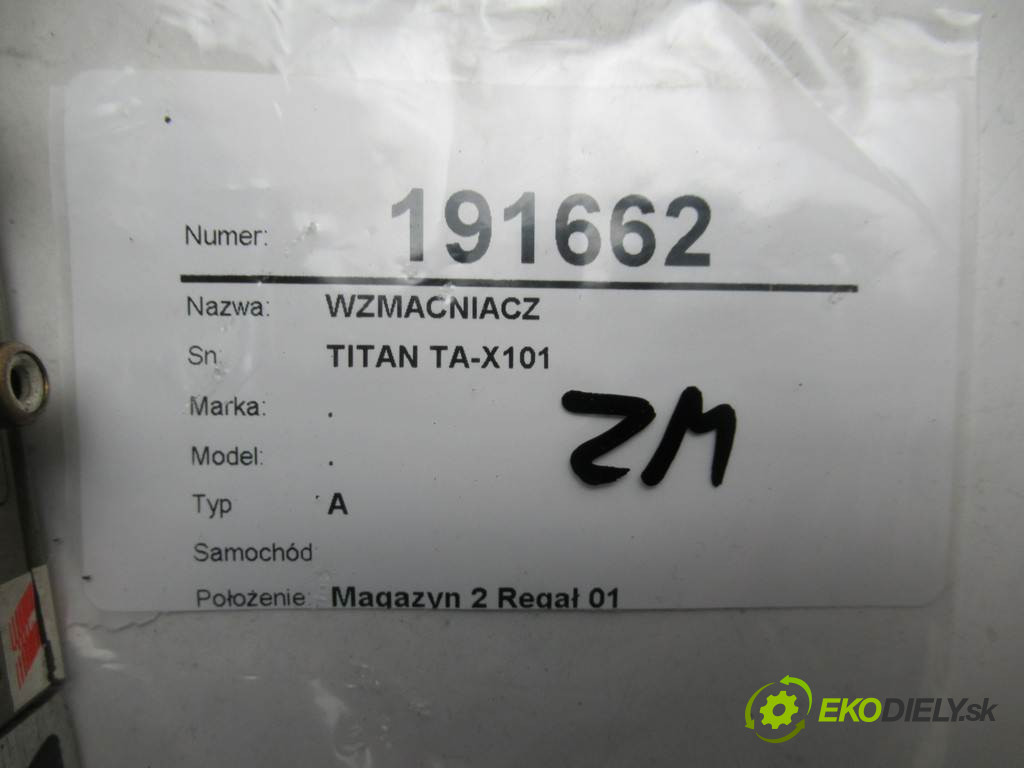 Numer: 191662
Nazwa: WZMACNIACZ
Sn: TITAN TA-X101
Marka: .
Model: .
Typ A
Samochód
Położenie: Magazyn 2 Regał 01
ZM
EKODIELY.sk